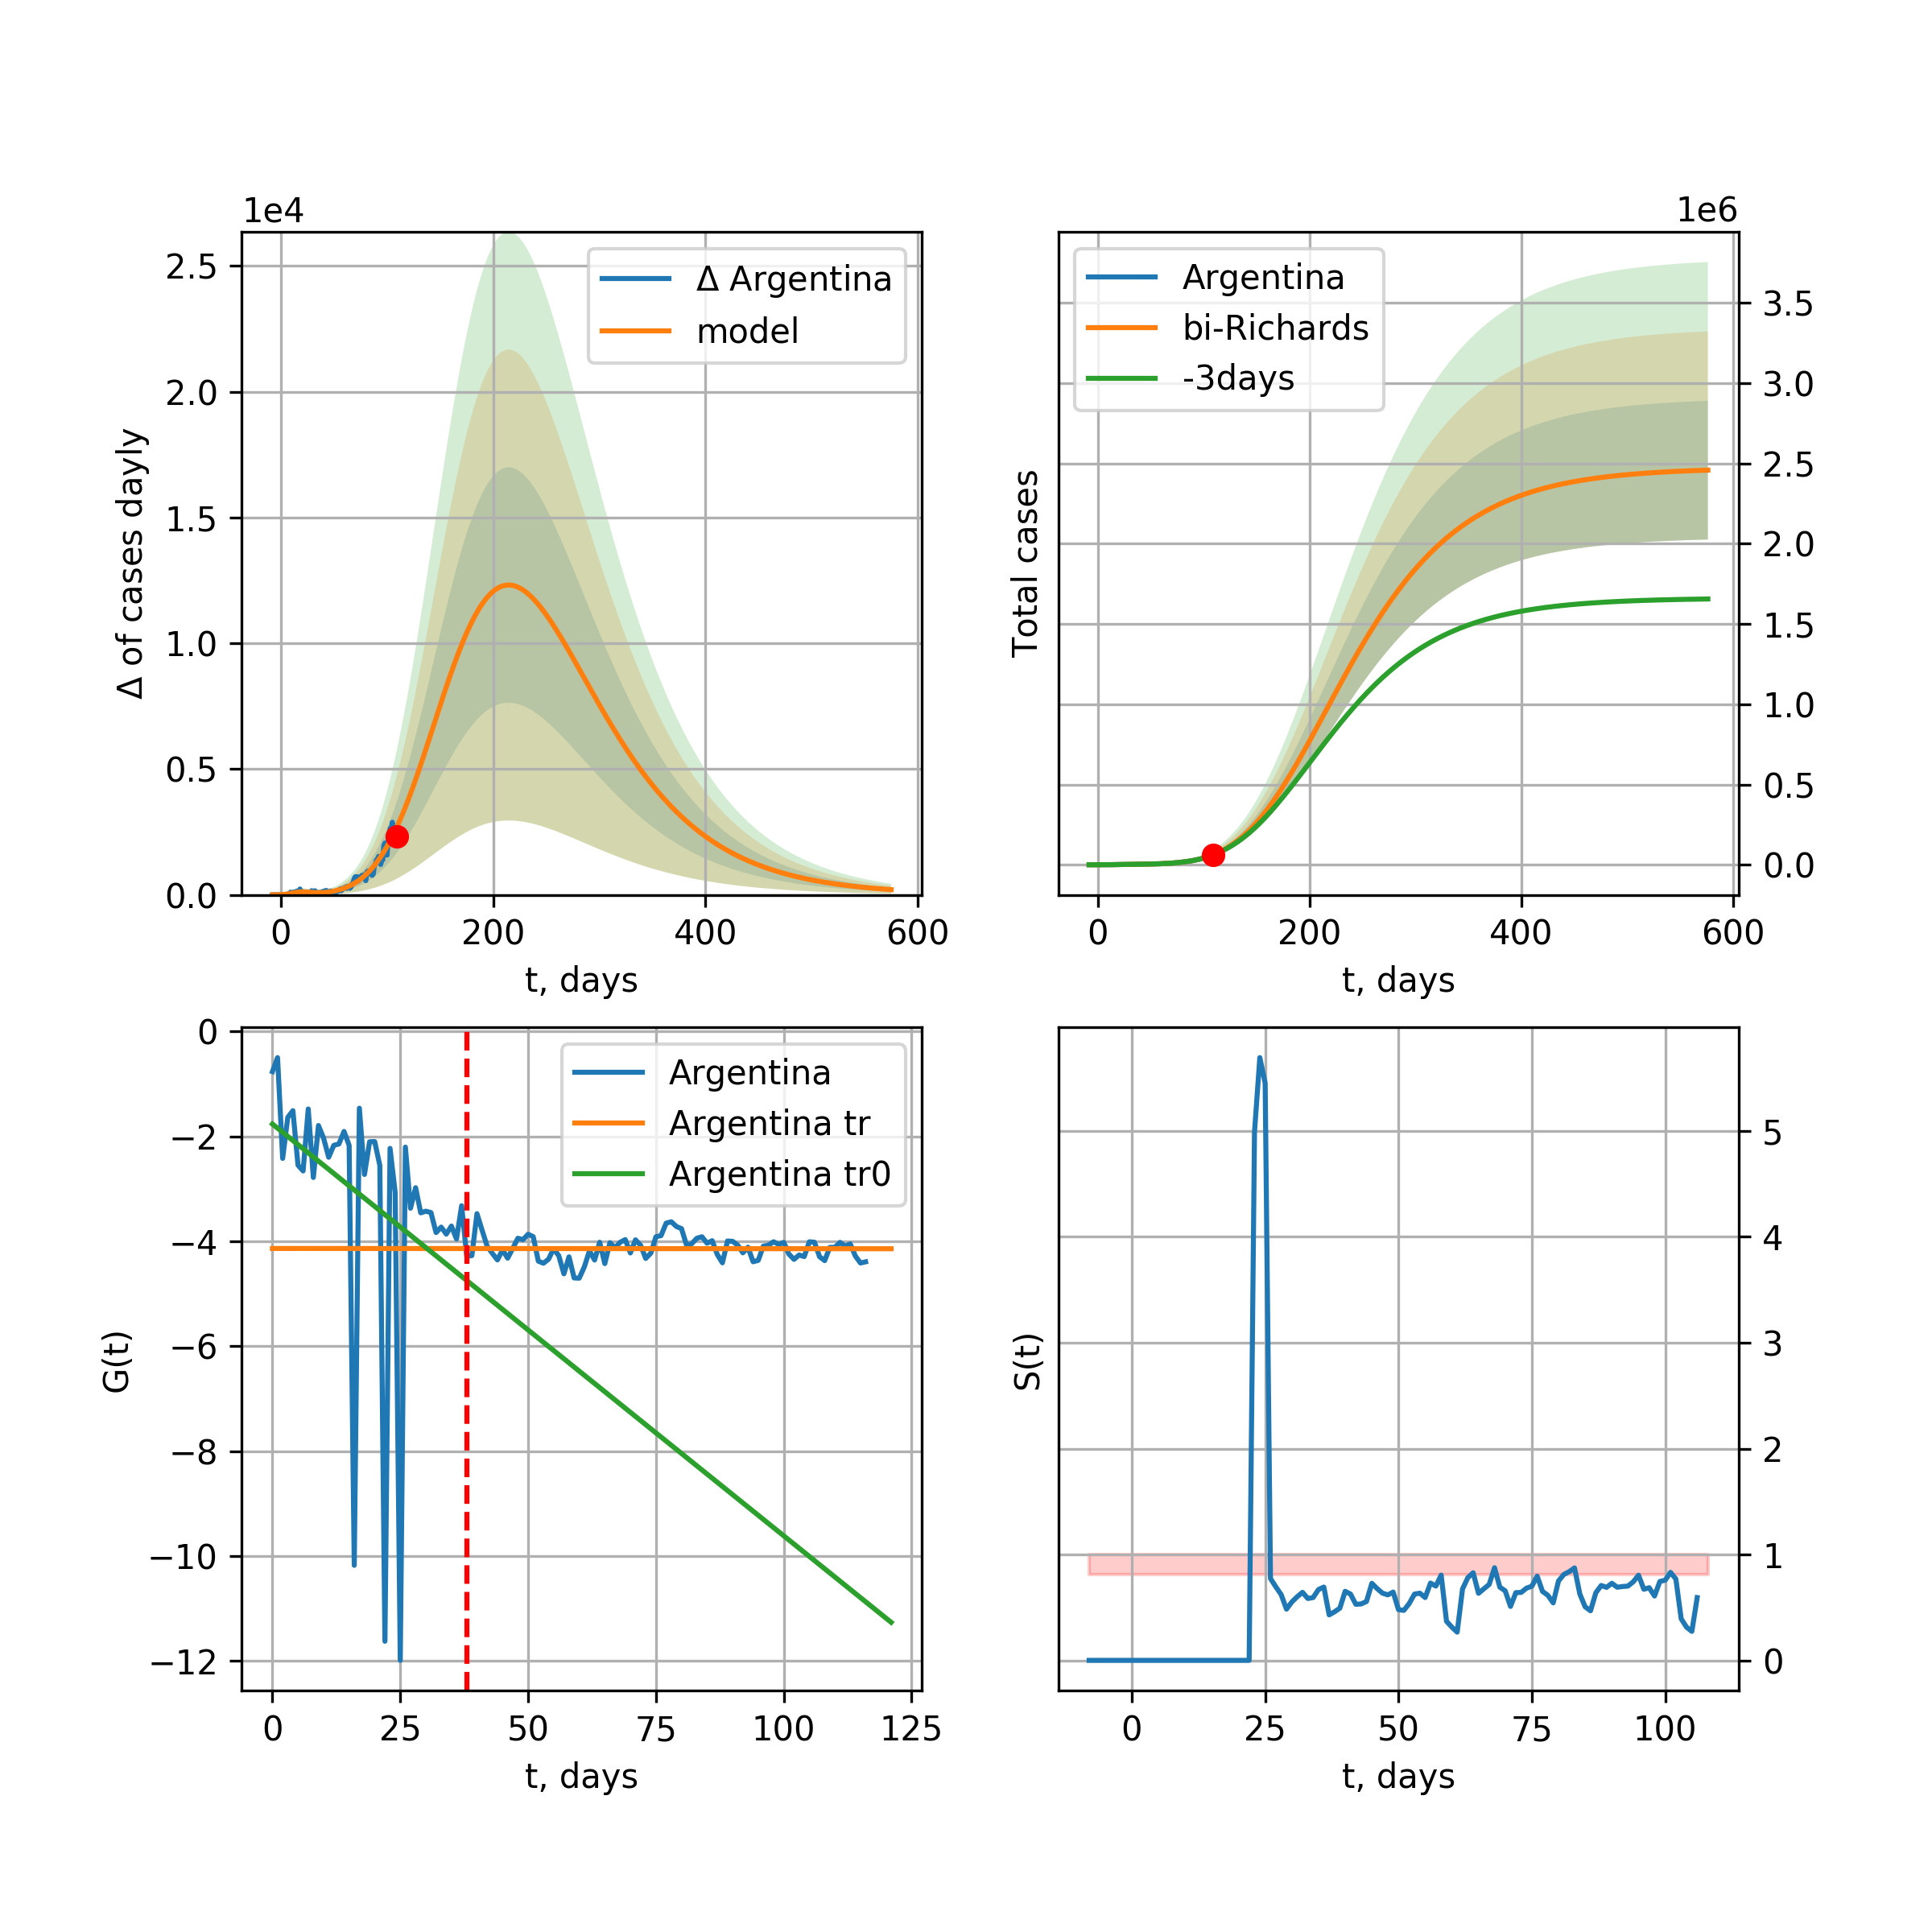 1e4
2.5
2.0
1.5
1.0
0.5
0.0
Δ of cases dayly
Δ Argentina
model
0
200
400
600
t, days
1e6
Argentina
bi-Richards
-3days
Total cases
3.5
3.0
2.5
2.0
1.5
1.0
0.5
0.0
0
200
400
600
t, days
0
−2
−4
−6
−8
−10
−12
G(t)
Argentina
Argentina tr
Argentina tr0
0
25
50
75
100
125
t, days
S(t)
5
4
3
2
1
0
0
25
50
75
100
t, days